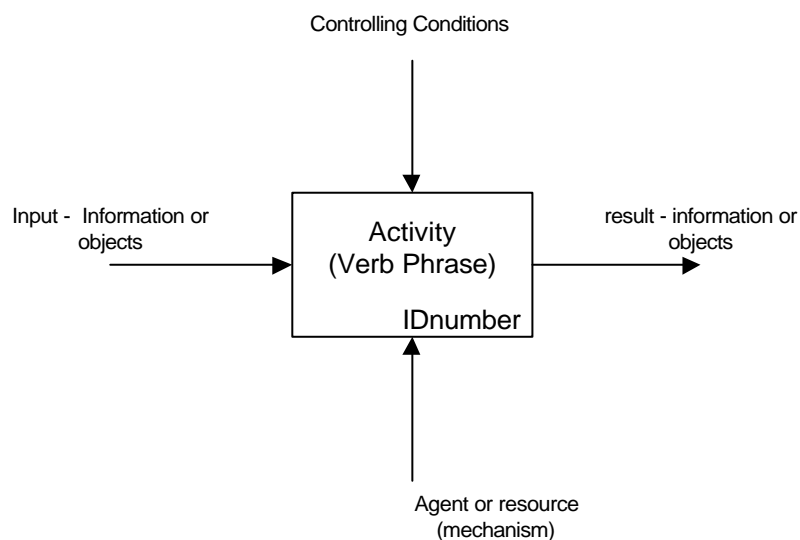 Controlling Conditions
Input -  Information or
objects
Activity
(Verb Phrase)
IDnumber
result - information or
objects
Agent or resource
(mechanism)